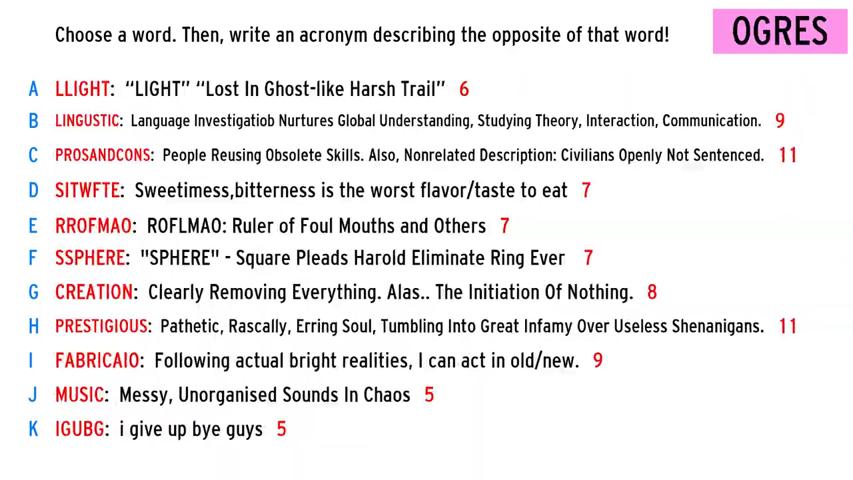 Choose a word. Then, write an acronym describing the opposite of that word!
OGRES
A LLIGHT: “LIGHT” “Lost In Ghost-like Harsh Trail” 6
B LINGUSTIC: Language Investigatiob Nurtures Global Understanding, Studying Theory, Interaction, Communication. 9
C PROSANDCONS: People Reusing Obsolete Skills. Also, Nonrelated Description: Civilians Openly Not Sentenced. 11
D SITWFTE: Sweetimess,bitterness is the worst flavor/taste to eat 7
E RROFMAO: ROFLMAO: Ruler of Foul Mouths and Others 7
F SSPHERE: "SPHERE" - Square Pleads Harold Eliminate Ring Ever 7
G CREATION: Clearly Removing Everything. Alas.. The Initiation Of Nothing. 8
H PRESTIGIOUS: Pathetic, Rascally, Erring Soul, Tumbling Into Great Infamy Over Useless Shenanigans. 11
I FABRICAIO: Following actual bright realities, I can act in old/new. 9
J MUSIC: Messy, Unorganised Sounds In Chaos 5
K IGUBG: i give up bye guys 5